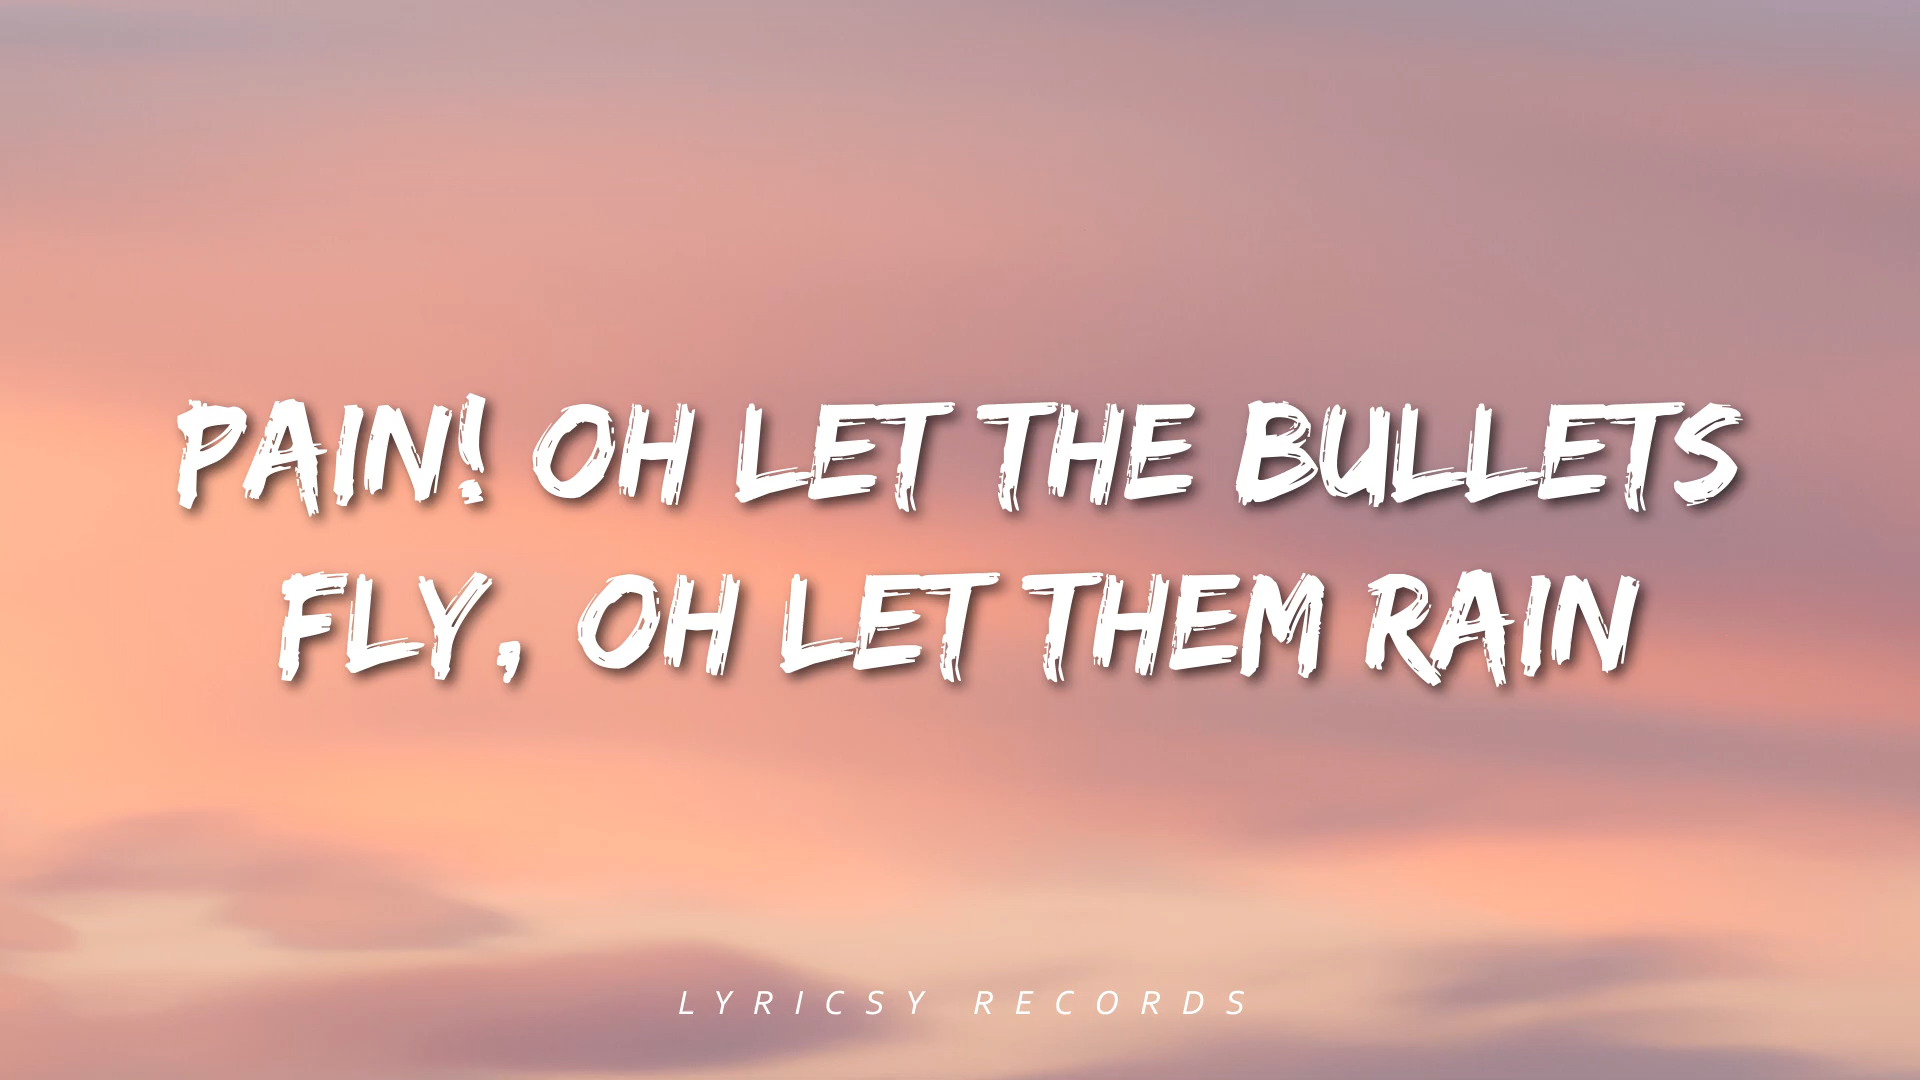 PAIN! OH LET THE BULLETS
FLY, OH LET THEM RAIN
LYRICSY RECORDS